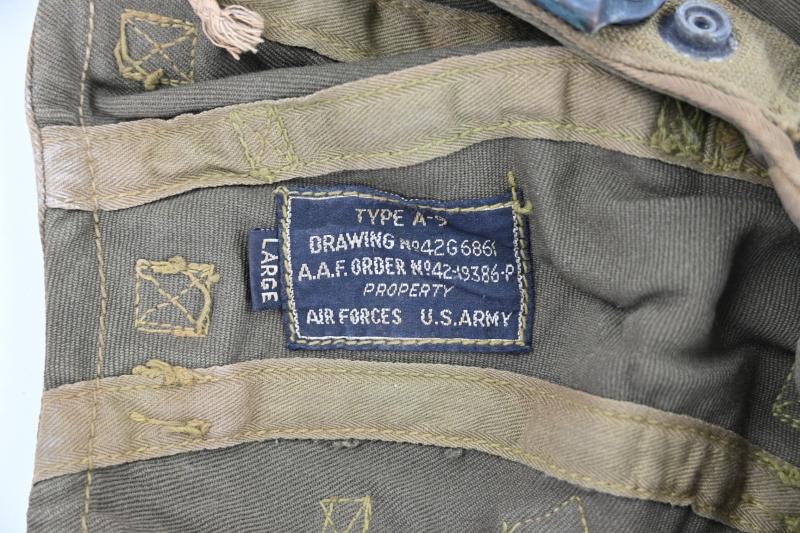 TYPE A-5
DRAWING No42G6861
A.A.F. ORDER No42-19386-P
PROPERTY
AIR FORCES U.S.ARMY
LARGE